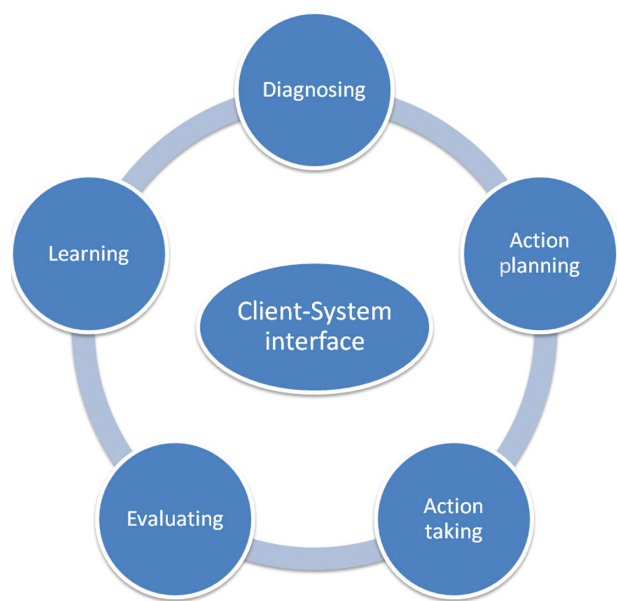 Diagnosing
Action
planning
Action
taking
Evaluating
Learning
Client-System
interface